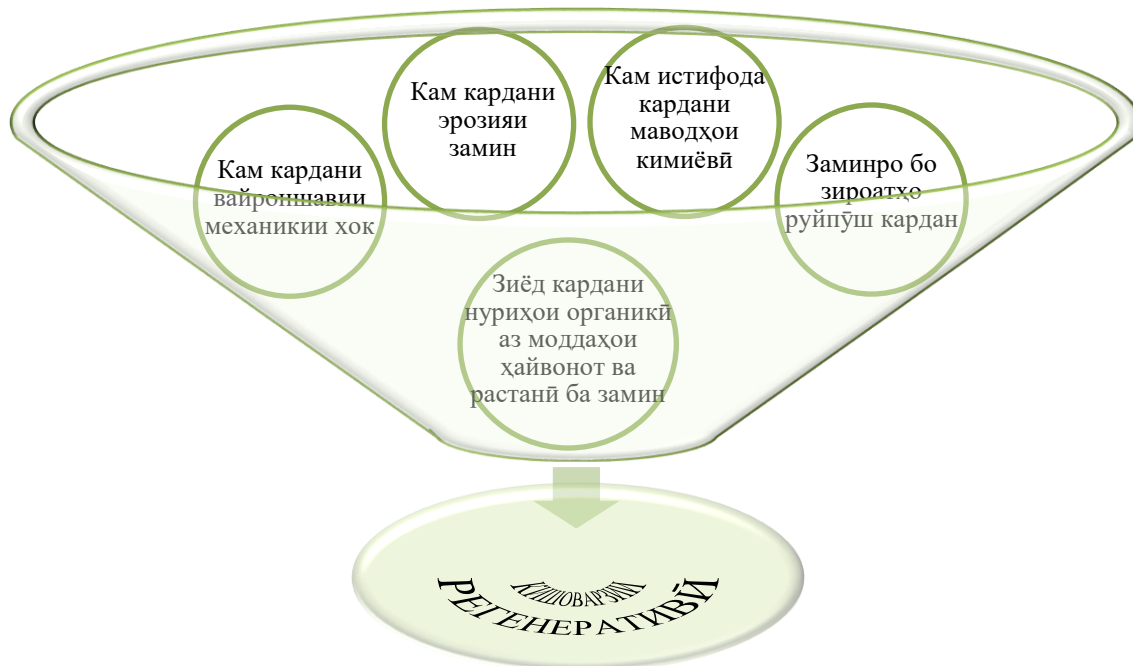 Кам кардани
эрозияи
замин
Кам истифода
кардани
маводҳои
кимиёвӣ
Кам кардани
вайроншавии
механикии хок
Заминро бо
зироатҳо
руйпӯш кардан
Зиёд кардани
нуриҳои органикӣ
аз моддаҳои
ҳайвонот ва
растанӣ ба замин
КИШОВАРЗИИ
РЕГЕНЕРАТИВӢ